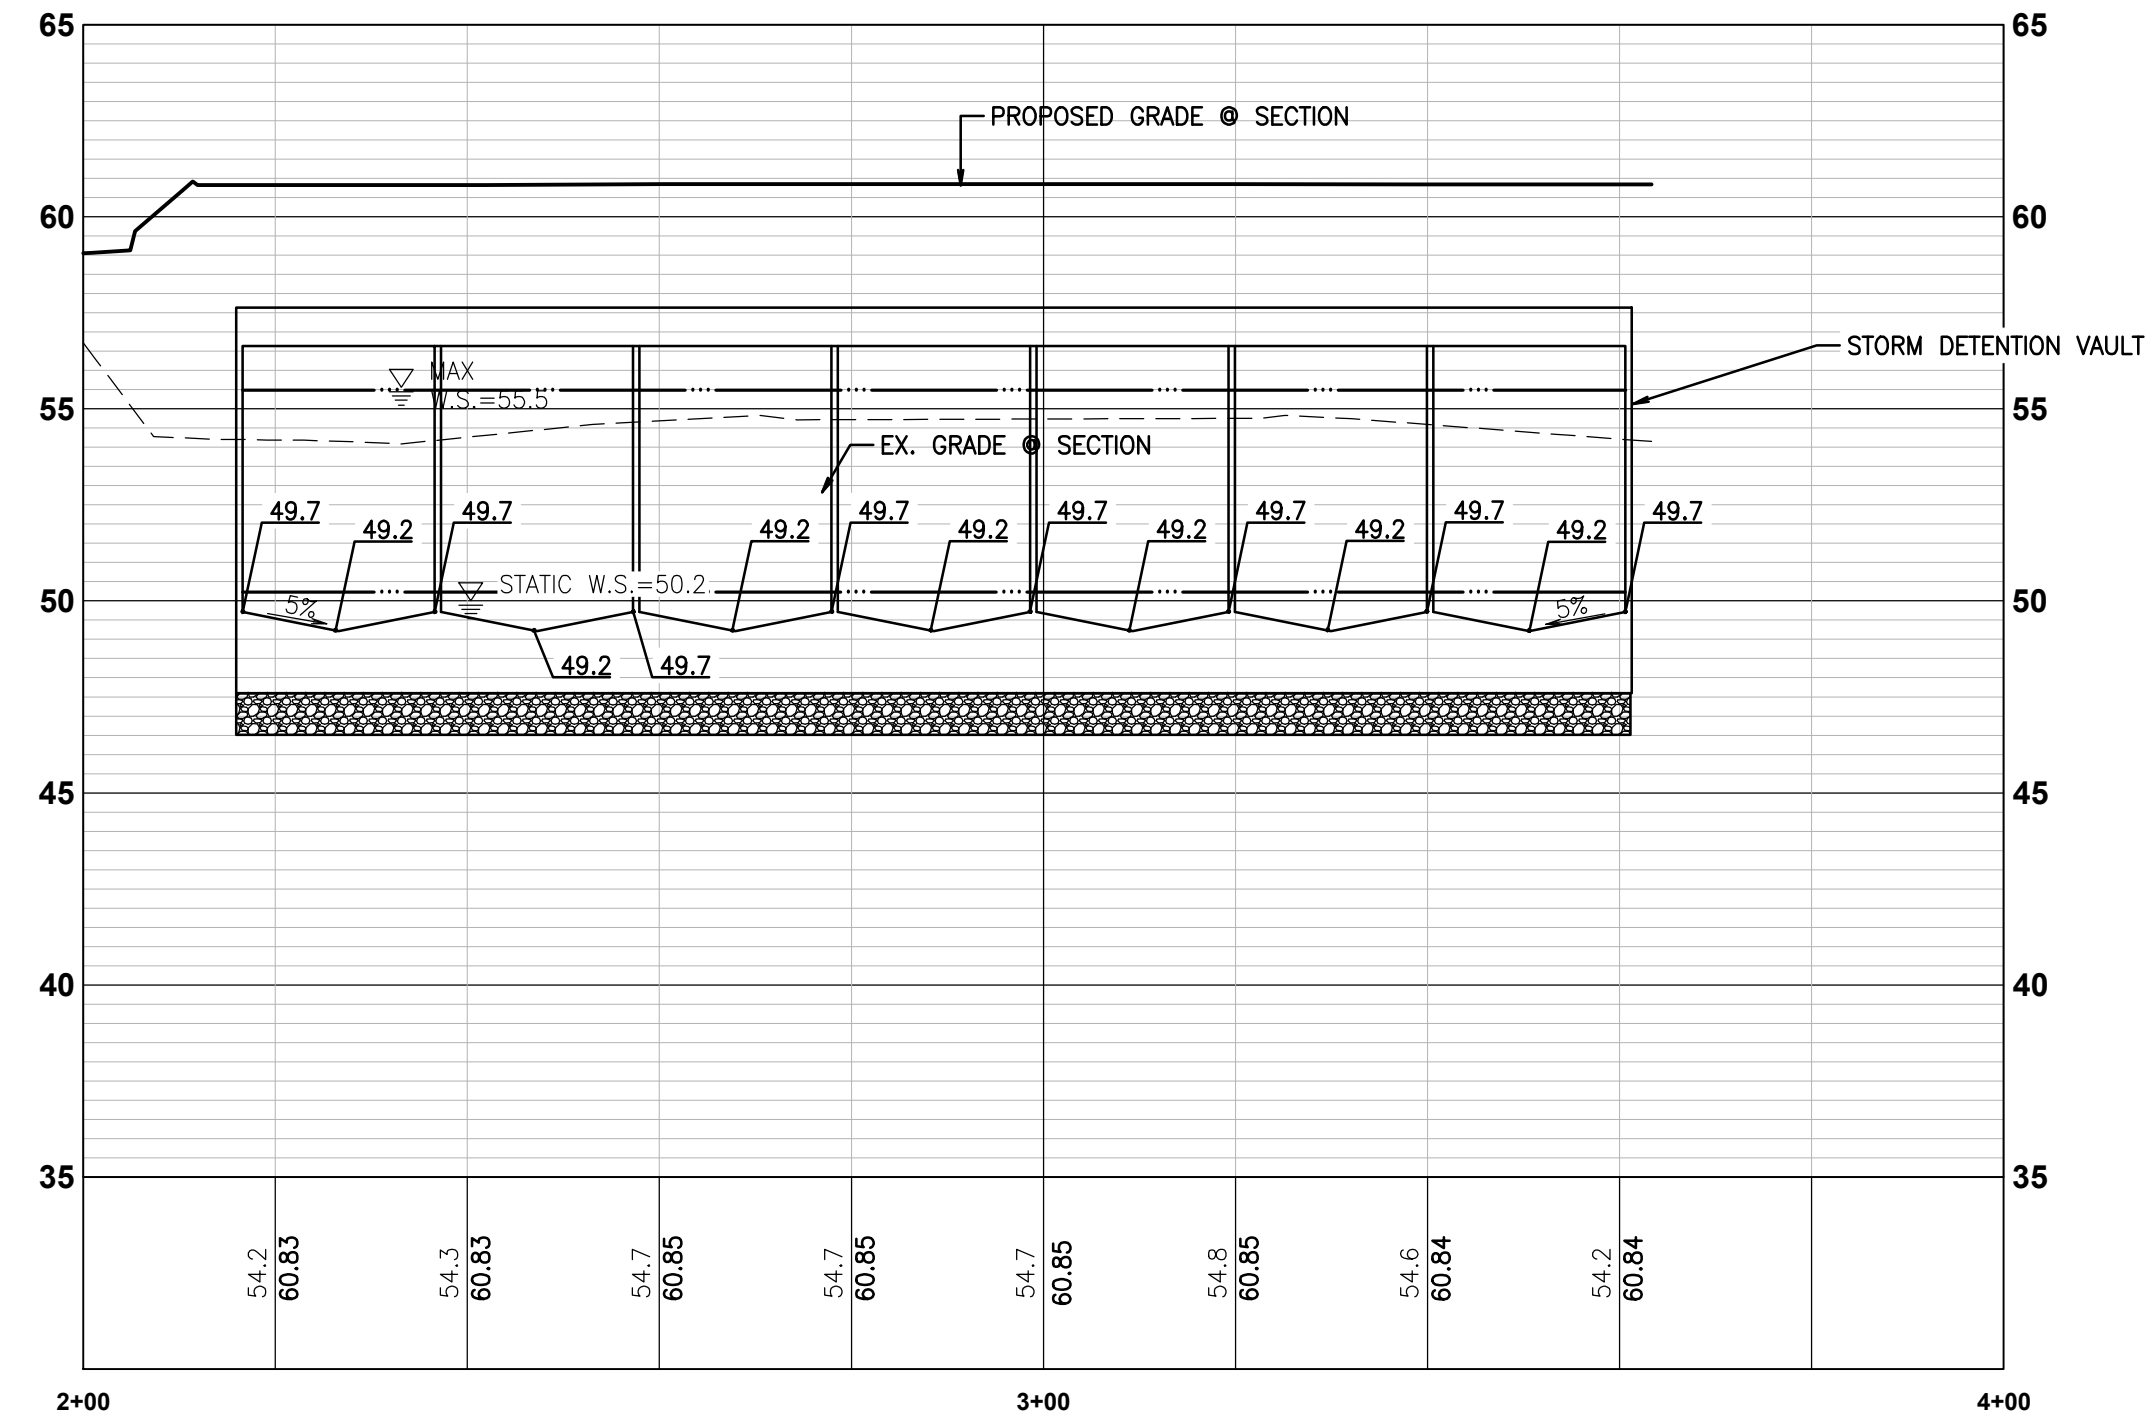 65 65
PROPOSED GRADE @ SECTION
60 60
STORM DETENTION VAULT
MAX
W.S.=55.5
55 55
EX. GRADE @ SECTION
49.7 49.2 49.7 49.2 49.7 49.2 49.7 49.2 49.7 49.2 49.7 49.2 49.7
STATIC W.S.=50.2
50 50
5% 5%
49.2 49.7
45 45
40 40
35 35
54.2 60.83
54.3 60.83
54.7 60.85
54.7 60.85
54.7 60.85
54.8 60.85
54.6 60.84
54.2 60.84
2+00 3+00 4+00